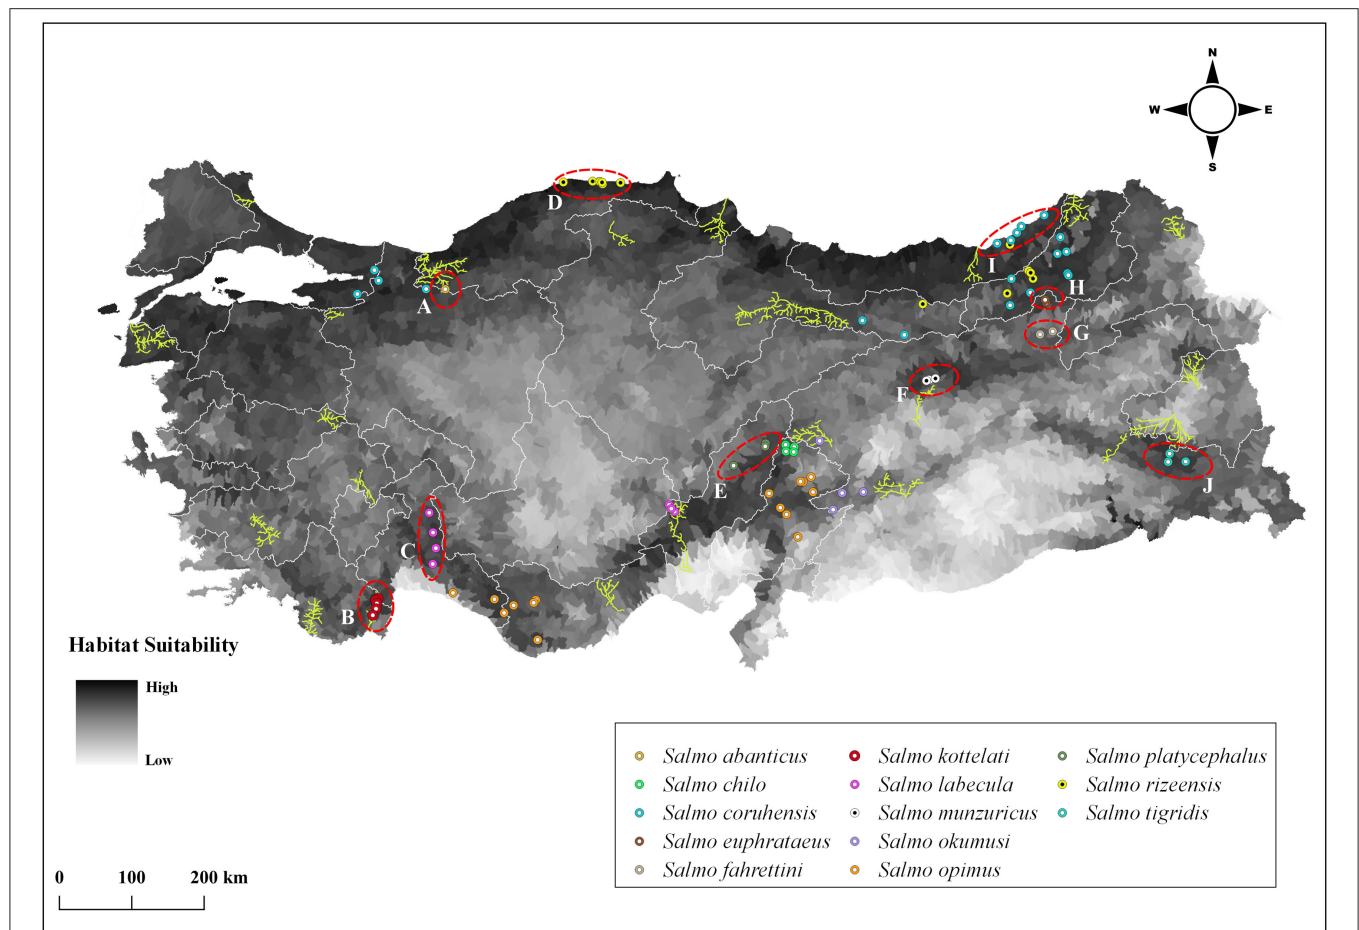 N
W E
S
D
I
H
A
G
F
E
J
C
B
Habitat Suitability
High
Low
Salmo abanticus
Salmo chilo
Salmo coruhensis
Salmo euphrataeus
Salmo fahrettini
Salmo kottelati
Salmo labecula
Salmo munzuricus
Salmo okumusi
Salmo opimus
Salmo platycephalus
Salmo rizeensis
Salmo tigridis
0 100 200 km